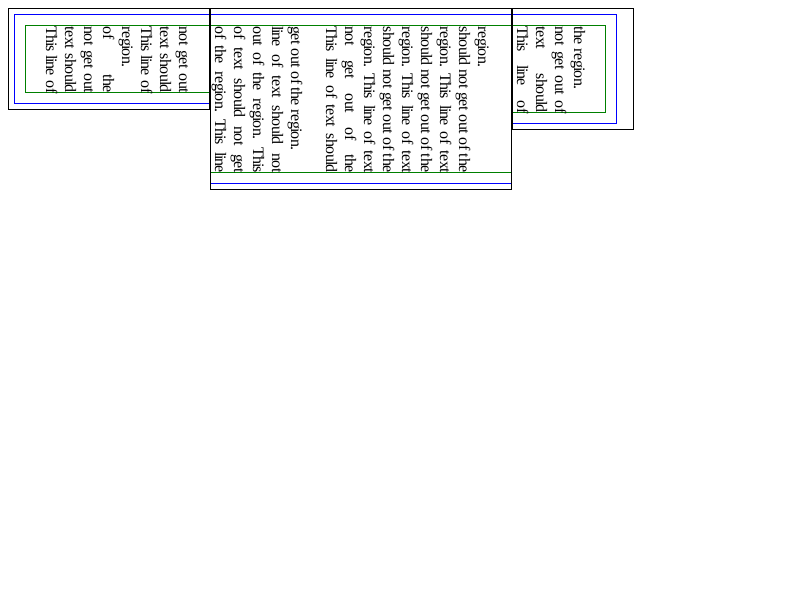 This line of
text should
not get out
of the
region.
This line of
text should
not get out
of the region. This line
of text should not get
out of the region. This
line of text should not
get out of the region.
This line of text should
not get out of the
region. This line of text
should not get out of the
region. This line of text
should not get out of the
region. This line of text
should not get out of the
region.
This line of
text should
not get out of
the region.